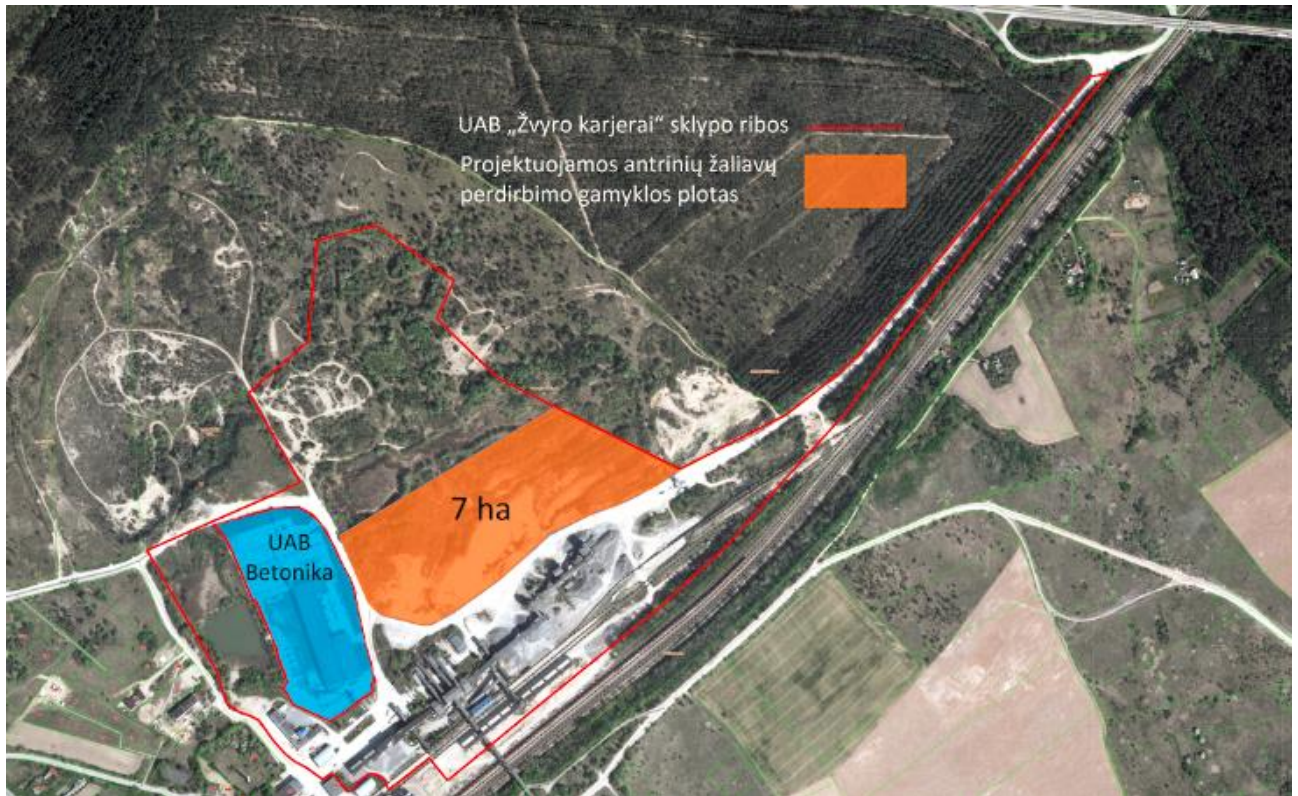 UAB „Žvyro karjerai“ sklypo ribos
Projektuojamos antrinių žaliavų
perdirbimo gamyklos plotas
7 ha
UAB
Betonika